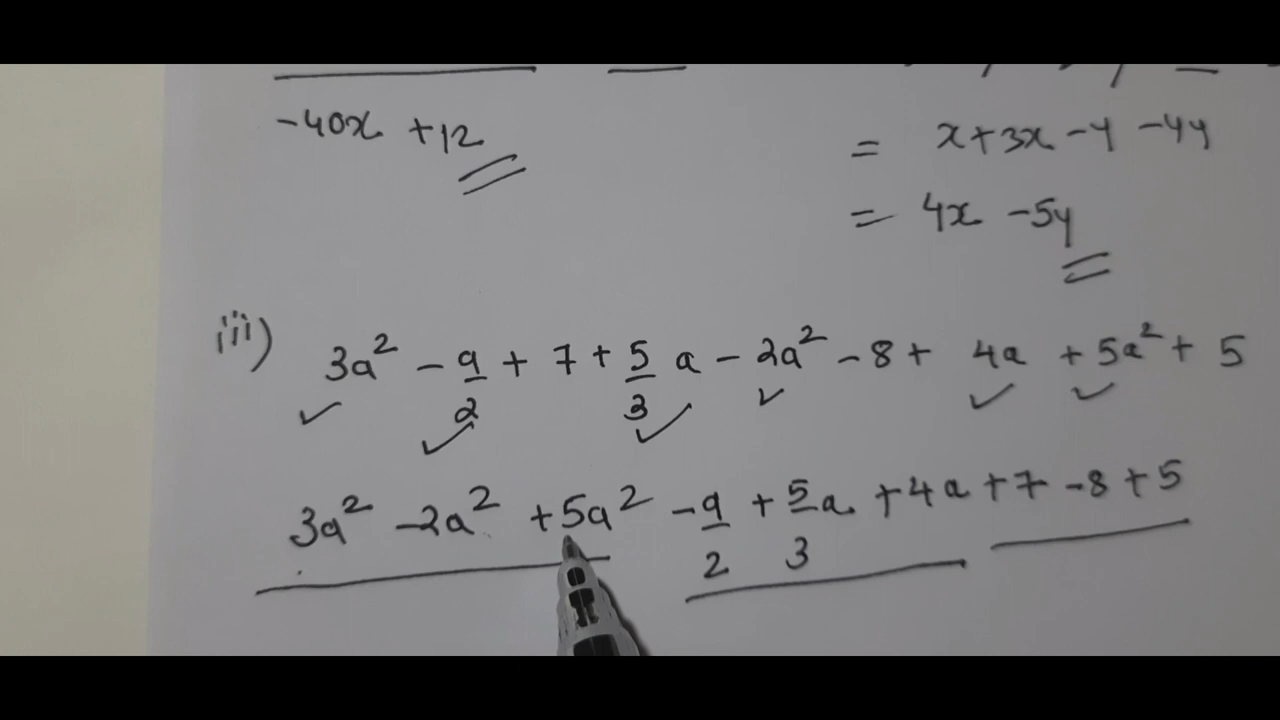 -40x +12
= x+3x -y -4y
= 4x -5y
iii) 3a² - a/2 + 7 + 5/3 a - 2a² - 8 + 4a + 5a² + 5
3a² -2a² +5a² - a/2 + 5/3 a + 4a + 7 - 8 + 5